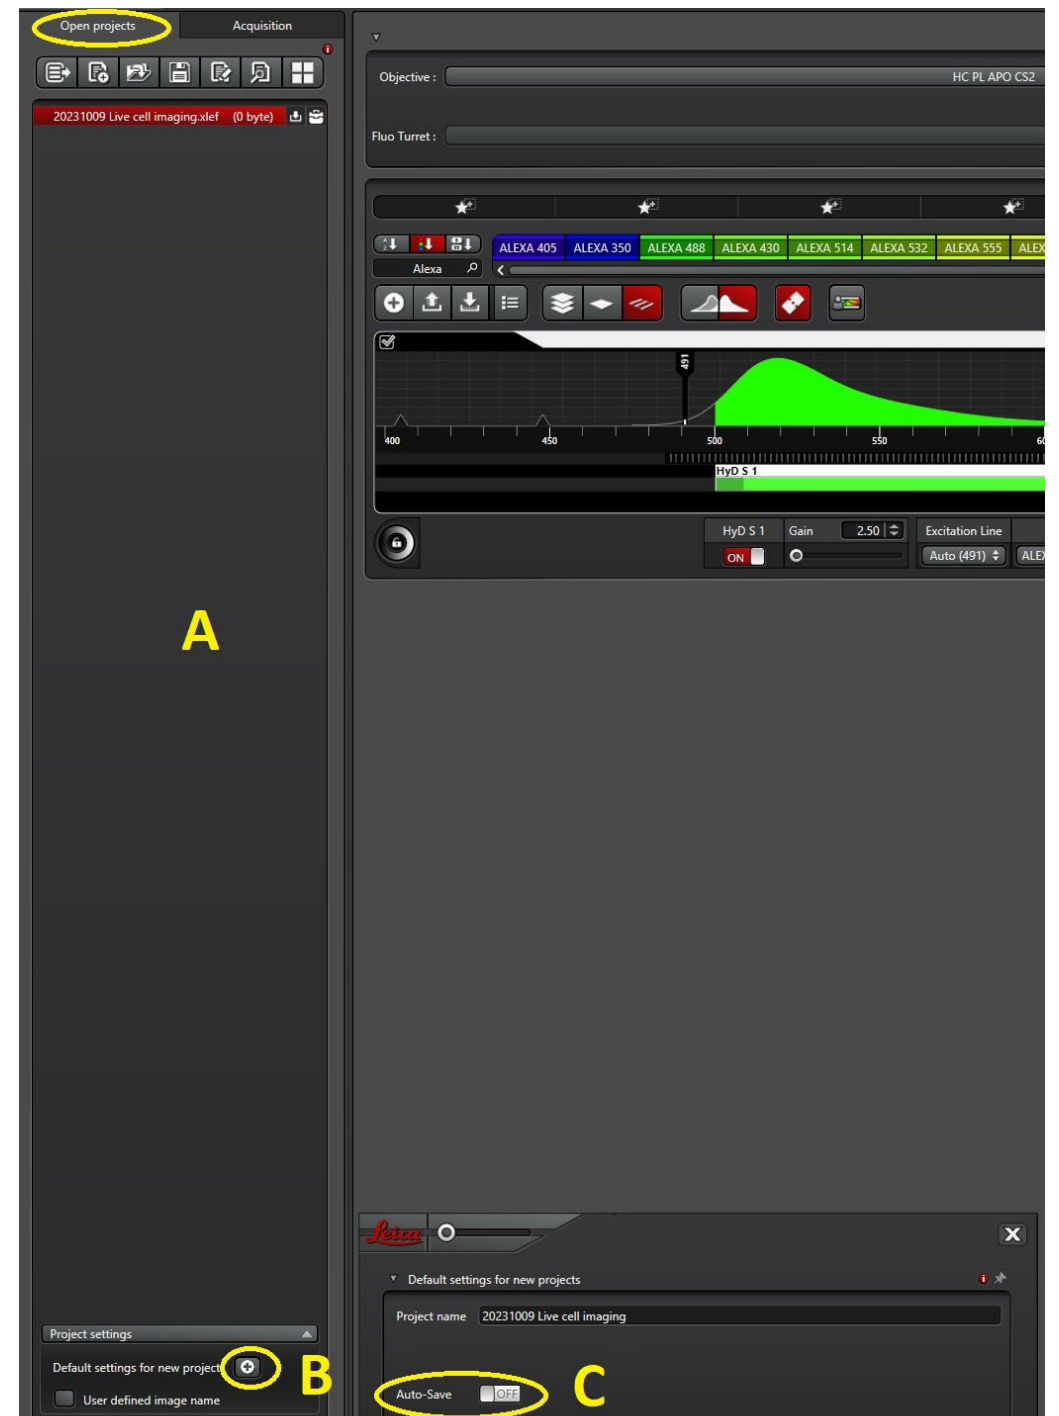 Open projects
Acquisition
Objective :
HC PL APO CS2
20231009 Live cell imaging.xlef (0 byte)
Fluo Turret :
ALEXA 405 ALEXA 350 ALEXA 488 ALEXA 430 ALEXA 514 ALEXA 532 ALEXA 555 ALEX
Alexa
491
400 450 500 550 60
HyD S 1
HyD S 1 Gain 2.50 Excitation Line
ON Auto (491) ALEX
A
Leica
Default settings for new projects
Project name 20231009 Live cell imaging
Project settings
Default settings for new project
B
User defined image name
Auto-Save OFF
C